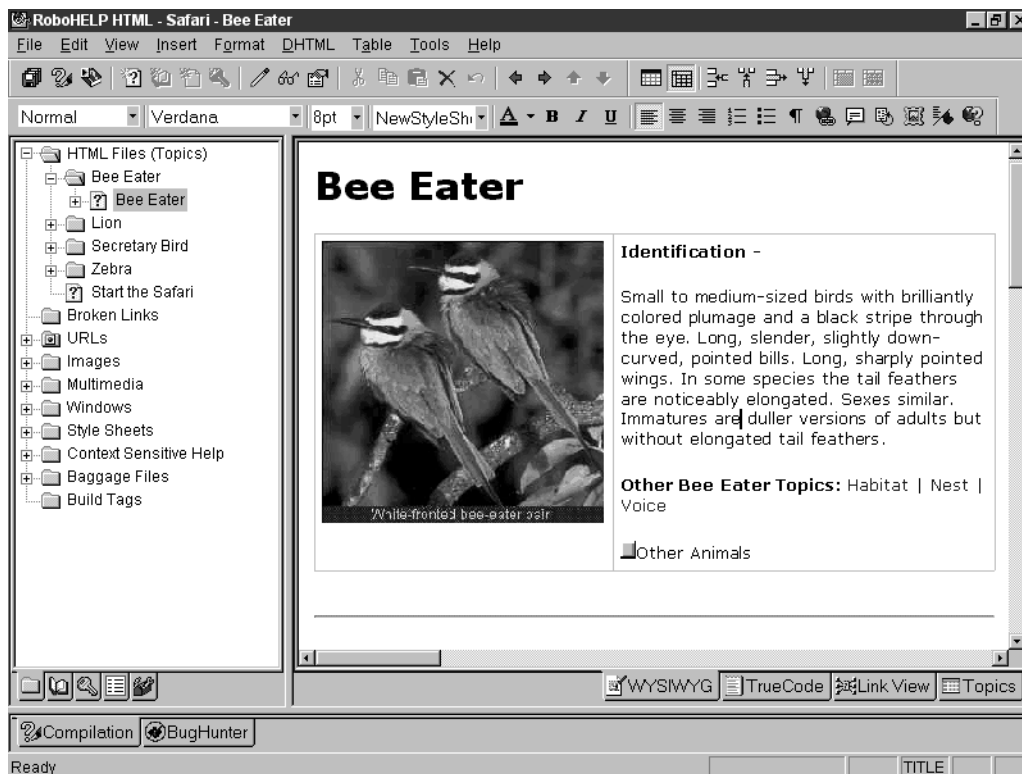 RoboHELP HTML - Safari - Bee Eater
File Edit View Insert Format DHTML Table Tools Help
Normal Verdana 8pt NewStyleSh A B I U
HTML Files (Topics)
Bee Eater
Bee Eater
Lion
Secretary Bird
Zebra
Start the Safari
Broken Links
URLs
Images
Multimedia
Windows
Style Sheets
Context Sensitive Help
Baggage Files
Build Tags
Bee Eater
White-fronted bee-eater pair
Identification -
Small to medium-sized birds with brilliantly
colored plumage and a black stripe through
the eye. Long, slender, slightly down-
curved, pointed bills. Long, sharply pointed
wings. In some species the tail feathers
are noticeably elongated. Sexes similar.
Immatures are duller versions of adults but
without elongated tail feathers.
Other Bee Eater Topics: Habitat | Nest |
Voice
Other Animals
WYSIWYG TrueCode Link View Topics
Compilation BugHunter
Ready TITLE